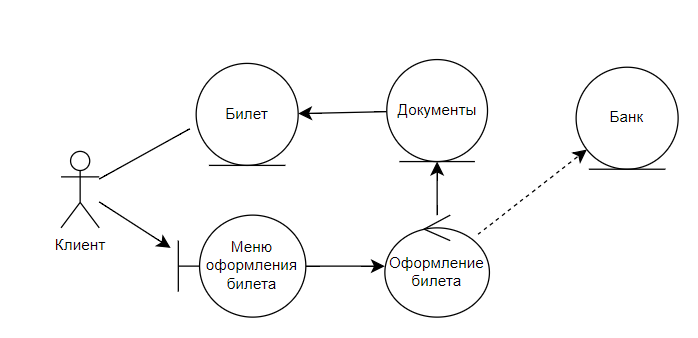 Билет
Документы
Банк
Клиент
Меню
оформления
билета
Оформление
билета